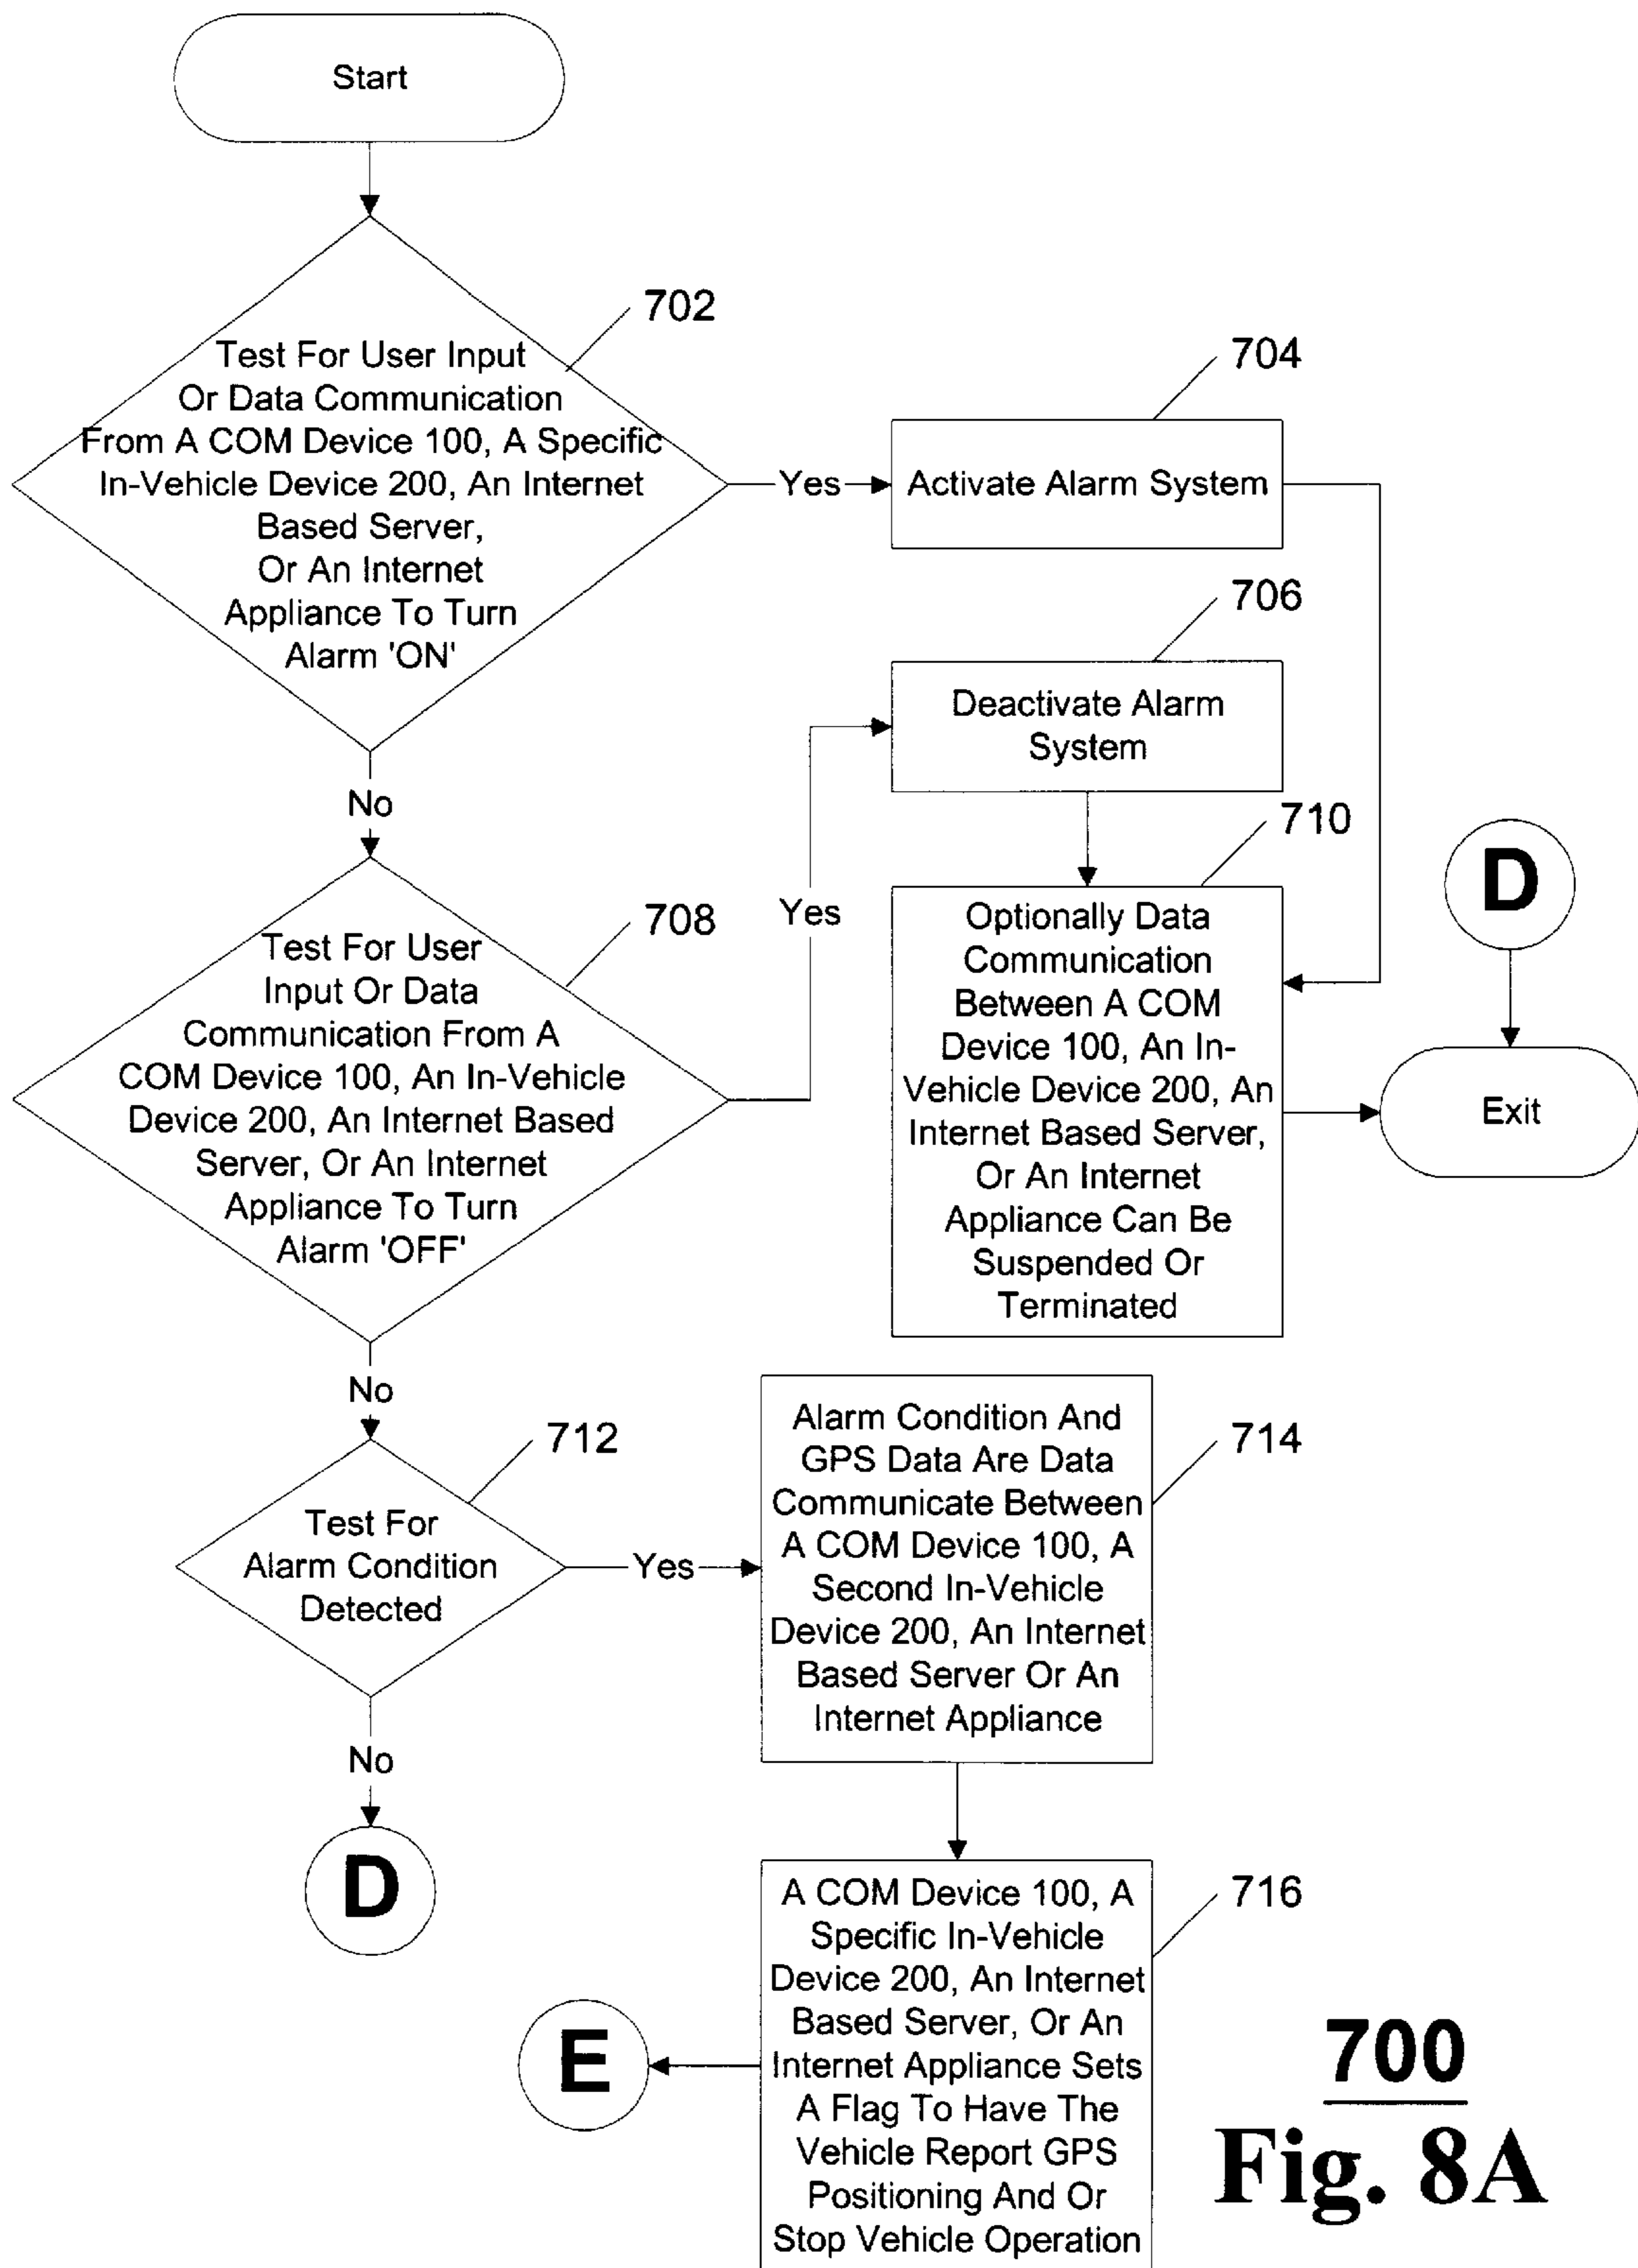 Start
702
Test For User Input
Or Data Communication
From A COM Device 100, A Specific
In-Vehicle Device 200, An Internet
Based Server,
Or An Internet
Appliance To Turn
Alarm 'ON'
Yes
704
Activate Alarm System
706
Deactivate Alarm
System
No
708
Test For User
Input Or Data
Communication From A
COM Device 100, An In-Vehicle
Device 200, An Internet Based
Server, Or An Internet
Appliance To Turn
Alarm 'OFF'
Yes
710
Optionally Data
Communication
Between A COM
Device 100, An In-
Vehicle Device 200, An
Internet Based Server,
Or An Internet
Appliance Can Be
Suspended Or
Terminated
D
Exit
No
712
Test For
Alarm Condition
Detected
Yes
714
Alarm Condition And
GPS Data Are Data
Communicate Between
A COM Device 100, A
Second In-Vehicle
Device 200, An Internet
Based Server Or An
Internet Appliance
No
D
716
A COM Device 100, A
Specific In-Vehicle
Device 200, An Internet
Based Server, Or An
Internet Appliance Sets
A Flag To Have The
Vehicle Report GPS
Positioning And Or
Stop Vehicle Operation
E
700
Fig. 8A